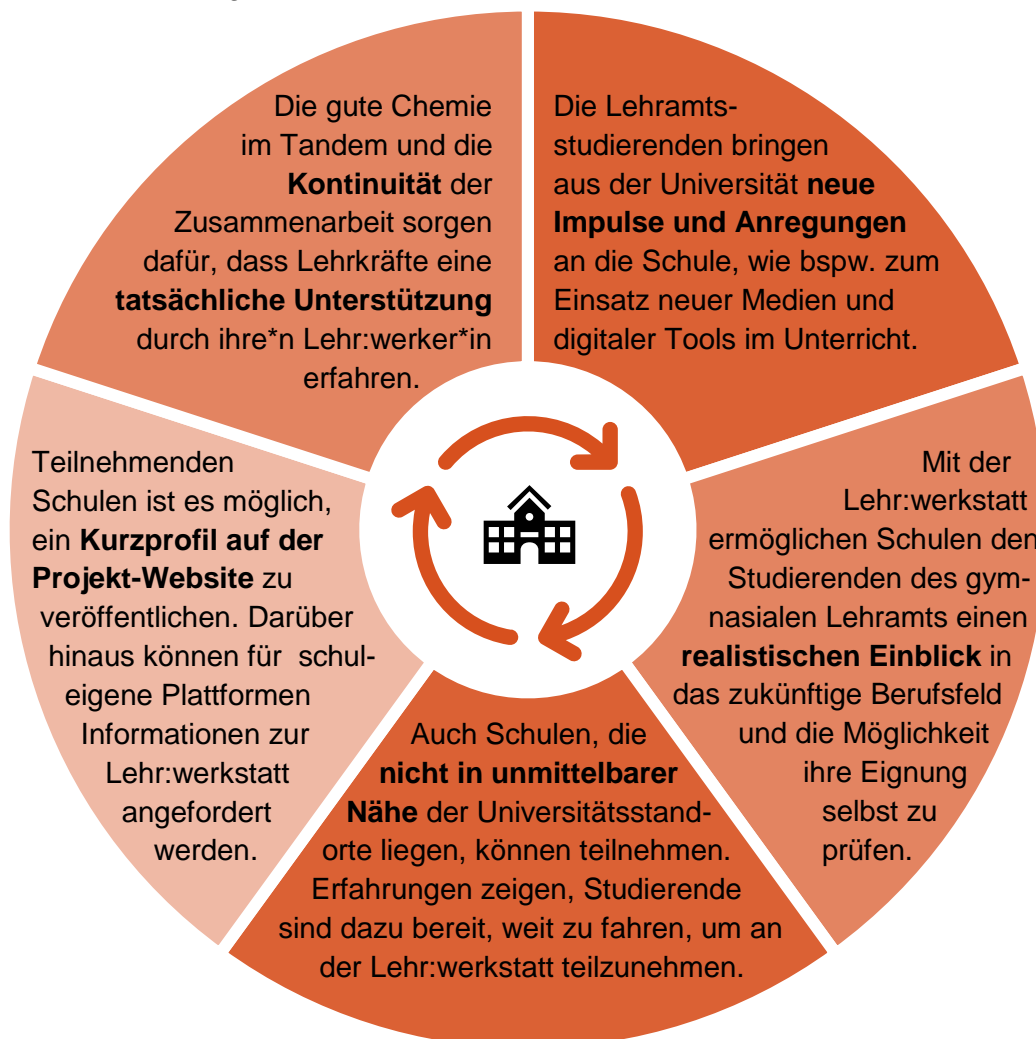 Die gute Chemie
im Tandem und die
Kontinuität der
Zusammenarbeit sorgen
dafür, dass Lehrkräfte eine
tatsächliche Unterstützung
durch ihre*n Lehr:werker*in
erfahren.
Die Lehramts-
studierenden bringen
aus der Universität neue
Impulse und Anregungen
an die Schule, wie bspw. zum
Einsatz neuer Medien und
digitaler Tools im Unterricht.
Mit der
Lehr:werkstatt
ermöglichen Schulen den
Studierenden des gym-
nasialen Lehramts einen
realistischen Einblick in
das zukünftige Berufsfeld
und die Möglichkeit
ihre Eignung
selbst zu
prüfen.
Auch Schulen, die
nicht in unmittelbarer
Nähe der Universitätsstand-
orte liegen, können teilnehmen.
Erfahrungen zeigen, Studierende
sind dazu bereit, weit zu fahren, um an
der Lehr:werkstatt teilzunehmen.
Teilnehmenden
Schulen ist es möglich,
ein Kurzprofil auf der
Projekt-Website zu
veröffentlichen. Darüber
hinaus können für schul-
eigene Plattformen
Informationen zur
Lehr:werkstatt
angefordert
werden.